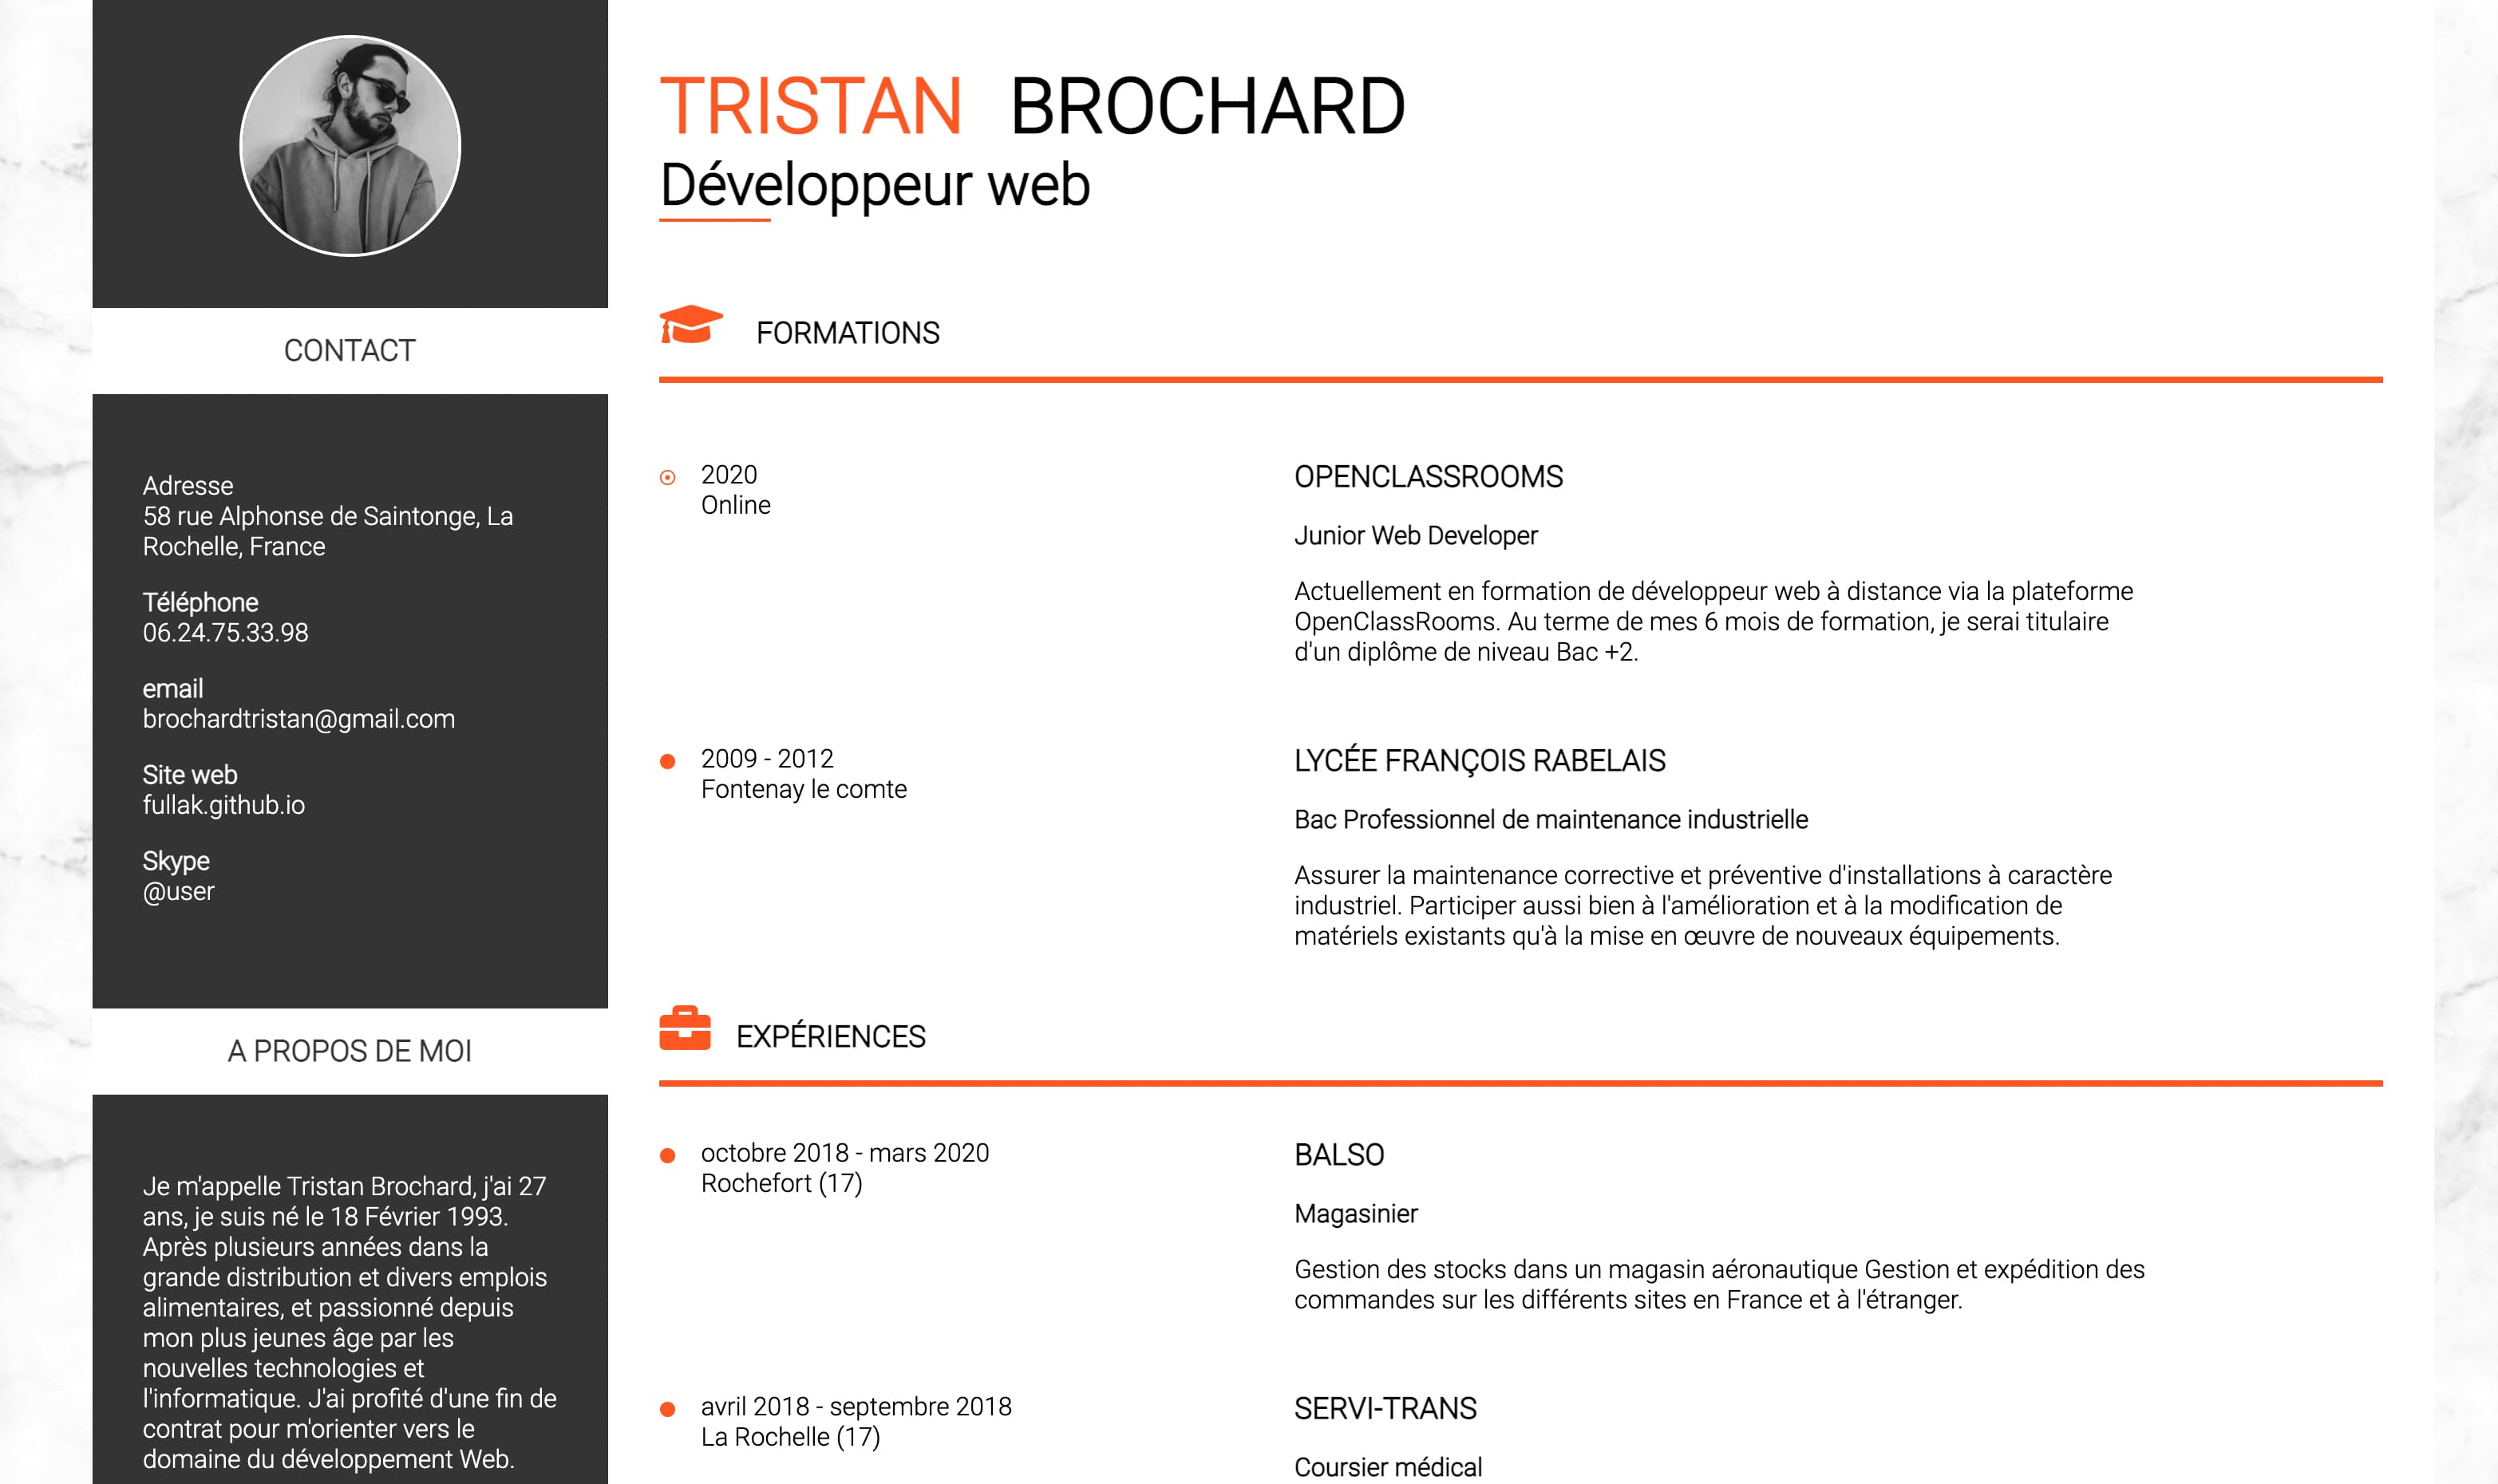 TRISTAN BROCHARD
Développeur web
CONTACT
Adresse
58 rue Alphonse de Saintonge, La
Rochelle, France
Téléphone
06.24.75.33.98
email
brochardtristan@gmail.com
Site web
fullak.github.io
Skype
@user
A PROPOS DE MOI
Je m'appelle Tristan Brochard, j'ai 27
ans, je suis né le 18 Février 1993.
Après plusieurs années dans la
grande distribution et divers emplois
alimentaires, et passionné depuis
mon plus jeunes âge par les
nouvelles technologies et
l'informatique. J'ai profité d'une fin de
contrat pour m'orienter vers le
domaine du développement Web.
FORMATIONS
2020
Online
OPENCLASSROOMS
Junior Web Developer
Actuellement en formation de développeur web à distance via la plateforme
OpenClassRooms. Au terme de mes 6 mois de formation, je serai titulaire
d'un diplôme de niveau Bac +2.
2009 - 2012
Fontenay le comte
LYCÉE FRANÇOIS RABELAIS
Bac Professionnel de maintenance industrielle
Assurer la maintenance corrective et préventive d'installations à caractère
industriel. Participer aussi bien à l'amélioration et à la modification de
matériels existants qu'à la mise en œuvre de nouveaux équipements.
EXPÉRIENCES
octobre 2018 - mars 2020
Rochefort (17)
BALSO
Magasinier
Gestion des stocks dans un magasin aéronautique Gestion et expédition des
commandes sur les différents sites en France et à l'étranger.
avril 2018 - septembre 2018
La Rochelle (17)
SERVI-TRANS
Coursier médical